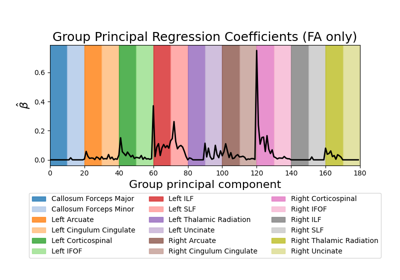 Group Principal Regression Coefficients (FA only)
β̂
0.6
0.4
0.2
0.0
0 20 40 60 80 100 120 140 160 180
Group principal component
Callosum Forceps Major
Callosum Forceps Minor
Left Arcuate
Left Cingulum Cingulate
Left Corticospinal
Left IFOF
Left ILF
Left SLF
Left Thalamic Radiation
Left Uncinate
Right Arcuate
Right Cingulum Cingulate
Right Corticospinal
Right IFOF
Right ILF
Right SLF
Right Thalamic Radiation
Right Uncinate